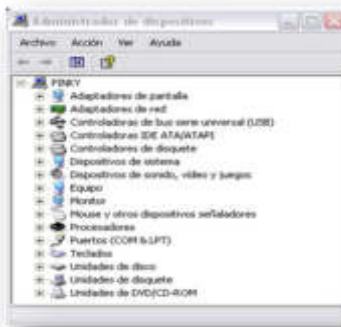 Administrador de dispositivos
Archivo Acción Ver Ayuda
PINKY
Adaptadores de pantalla
Adaptadores de red
Controladoras de bus serie universal (USB)
Controladoras IDE ATA/ATAPI
Controladores de disquete
Dispositivos de sistema
Dispositivos de sonido, vídeo y juegos
Equipo
Monitor
Mouse y otros dispositivos señaladores
Procesadores
Puertos (COM & LPT)
Teclados
Unidades de disco
Unidades de disquete
Unidades de DVD/CD-ROM